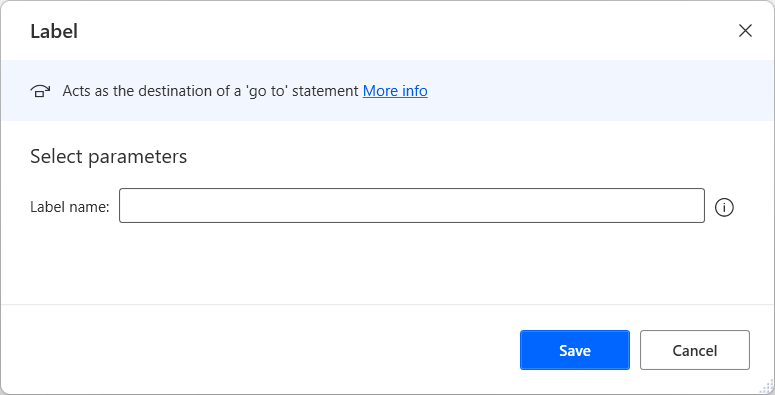 Label
Acts as the destination of a 'go to' statement More info
Select parameters
Label name:
Save
Cancel